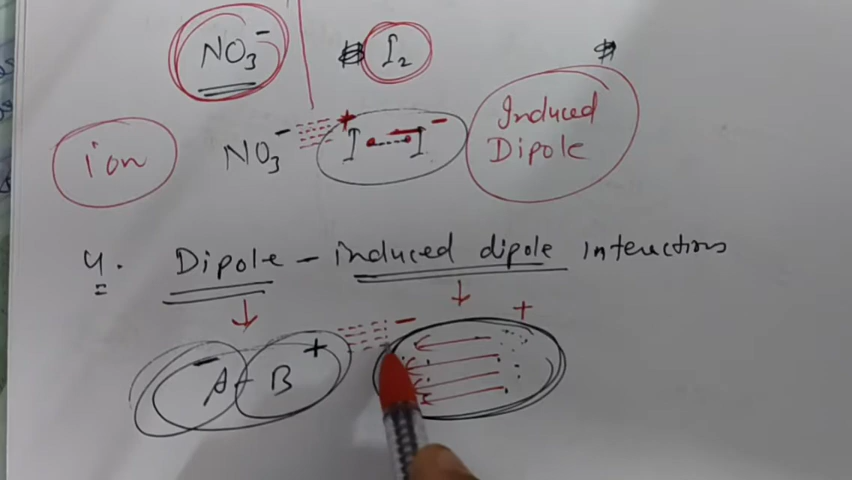 NO3⁻ I2
Induced
ion NO3⁻ + I I − Dipole
4. Dipole - induced dipole interactions
− A - B + − +